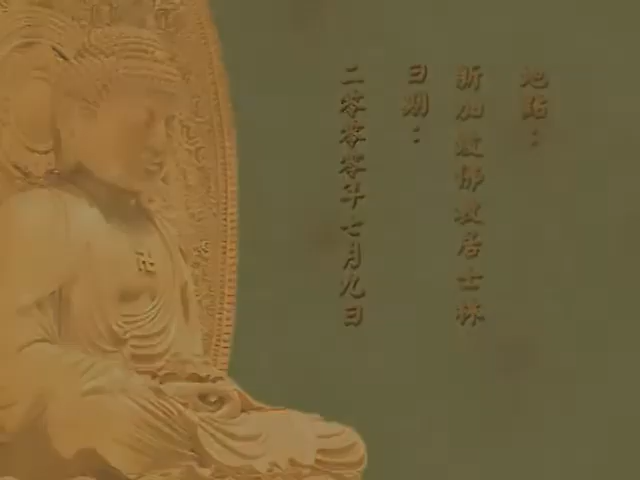 地點：
新加坡佛教居士林
日期：
二零零零年七月九日
卍